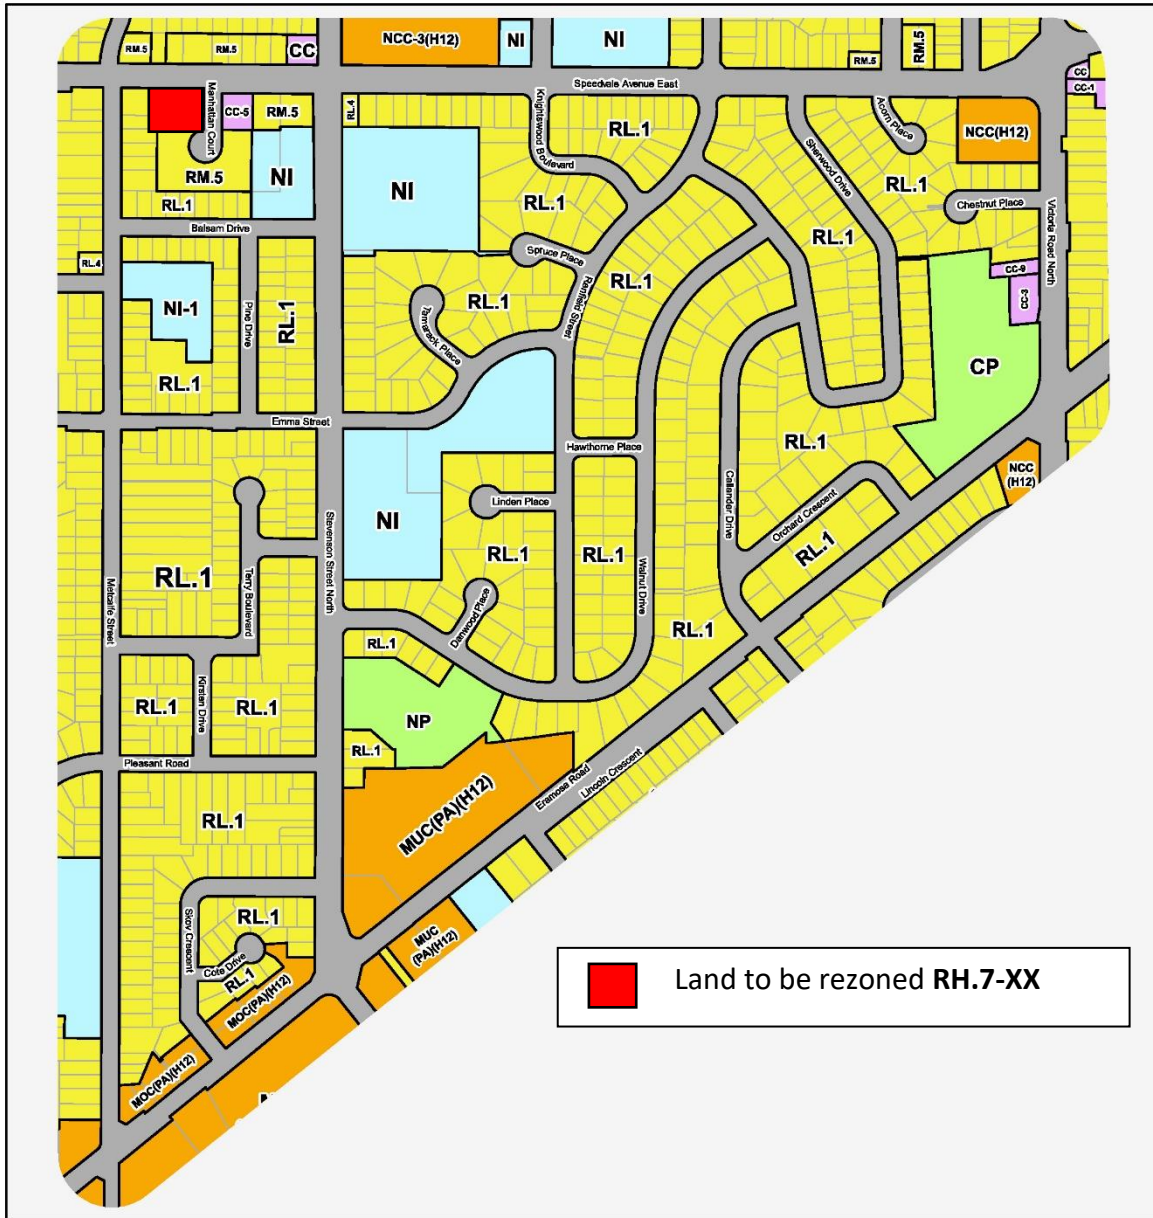 RM.5
RM.5
CC
NCC-3(H12)
NI
NI
RM.5
RM.5
CC
CC-1
Speedvale Avenue East
Manhattan Court
CC-5
RM.5
RL.4
Knightswood Boulevard
RL.1
Acorn Place
NCC(H12)
RM.5
NI
NI
RL.1
Sherwood Drive
RL.1
Chestnut Place
Victoria Road North
RL.1
Balsam Drive
RL.4
Spruce Place
RL.1
CC-9
CC-3
NI-1
Pine Drive
RL.1
RL.1
Tamarack Place
Renfield Street
RL.1
CP
RL.1
Emma Street
Hawthorne Place
RL.1
NCC
(H12)
Linden Place
NI
Stevenson Street North
Callander Drive
Orchard Crescent
RL.1
RL.1
RL.1
RL.1
Terry Boulevard
Metcalfe Street
Danwood Place
Walnut Drive
RL.1
RL.1
RL.1
Kirsten Drive
RL.1
NP
RL.1
Pleasant Road
Eramosa Road
Lincoln Crescent
RL.1
MUC(PA)(H12)
Skov Crescent
RL.1
Cote Drive
RL.1
MUC
(PA)(H12)
MOC(PA)(H12)
MOC(PA)(H12)
Land to be rezoned RH.7-XX